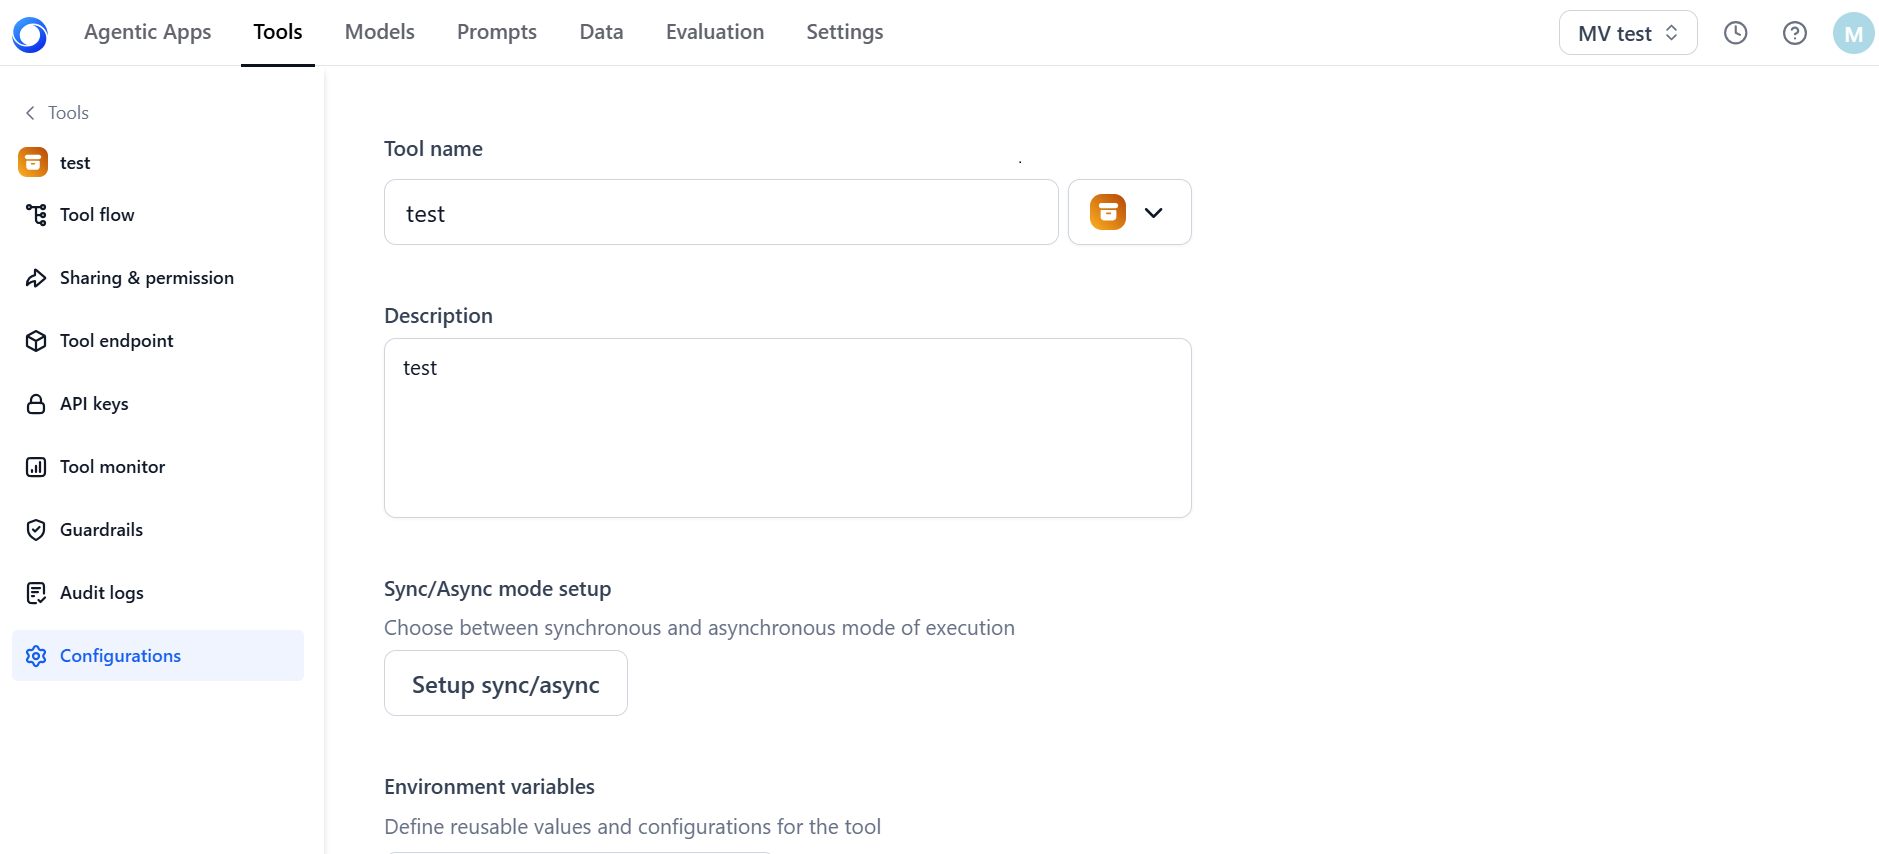 Agentic Apps Tools Models Prompts Data Evaluation Settings MV test M
Tools
test
Tool flow
Sharing & permission
Tool endpoint
API keys
Tool monitor
Guardrails
Audit logs
Configurations
Tool name
test
Description
test
Sync/Async mode setup
Choose between synchronous and asynchronous mode of execution
Setup sync/async
Environment variables
Define reusable values and configurations for the tool